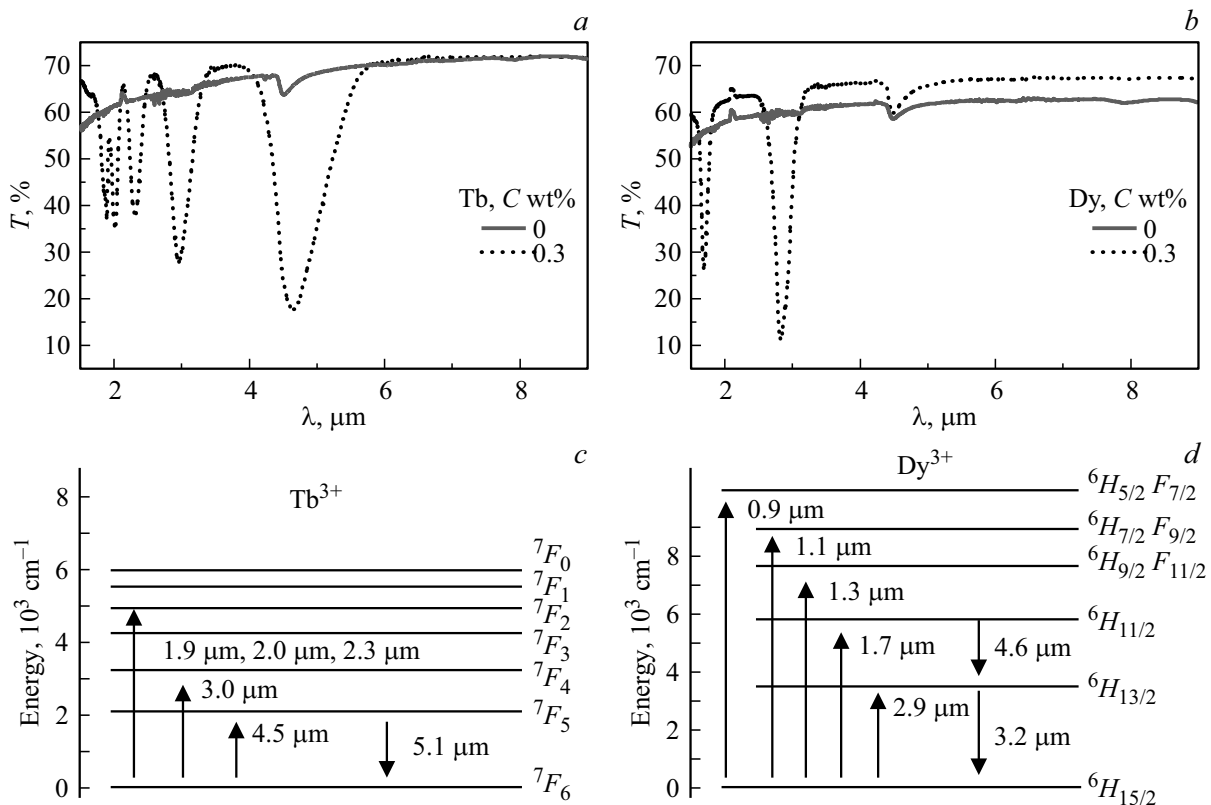 a
70
60
50
40
30
20
10
T, %
Tb, C wt%
0
0.3
2
4
6
8
λ, μm
b
70
60
50
40
30
20
10
T, %
Dy, C wt%
0
0.3
2
4
6
8
λ, μm
c
Tb³⁺
8
6
4
2
0
Energy, 10³ cm⁻¹
⁷F₀
⁷F₁
⁷F₂
⁷F₃
⁷F₄
⁷F₅
⁷F₆
1.9 μm, 2.0 μm, 2.3 μm
3.0 μm
4.5 μm
5.1 μm
d
Dy³⁺
8
6
4
2
0
Energy, 10³ cm⁻¹
⁶H₅/₂ F₇/₂
⁶H₇/₂ F₉/₂
⁶H₉/₂ F₁₁/₂
⁶H₁₁/₂
⁶H₁₃/₂
⁶H₁₅/₂
0.9 μm
1.1 μm
1.3 μm
1.7 μm
4.6 μm
2.9 μm
3.2 μm